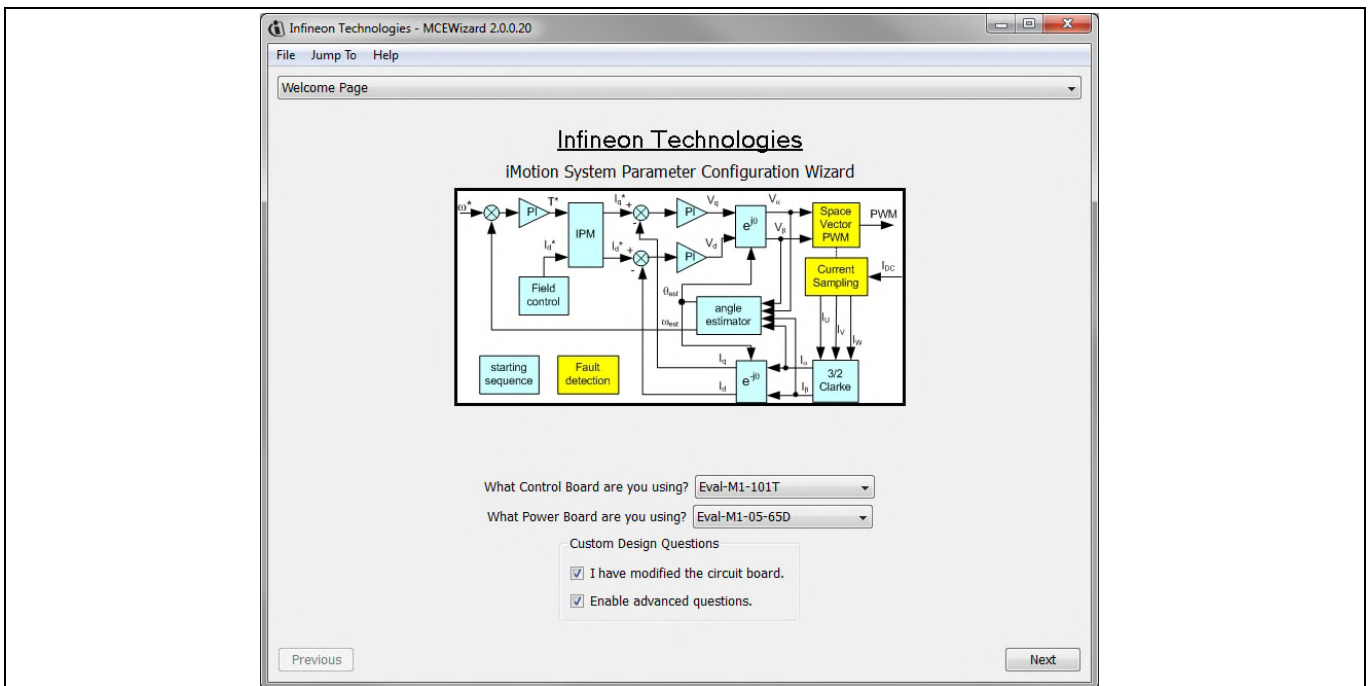 Infineon Technologies - MCEWizard 2.0.0.20
File Jump To Help
Welcome Page
Infineon Technologies
iMotion System Parameter Configuration Wizard
ω*
PI
T*
IPM
Iq*
+
-
PI
Vq
e^jθ
Vα
Space Vector PWM
PWM
Id*
Id*
+
-
PI
Vd
Vβ
Field control
Current Sampling
IDC
θest
ωest
angle estimator
IU
IV
IW
starting sequence
Fault detection
Iq
Id
e^-jθ
Iα
Iβ
3/2 Clarke
What Control Board are you using? Eval-M1-101T
What Power Board are you using? Eval-M1-05-65D
Custom Design Questions
I have modified the circuit board.
Enable advanced questions.
Previous
Next